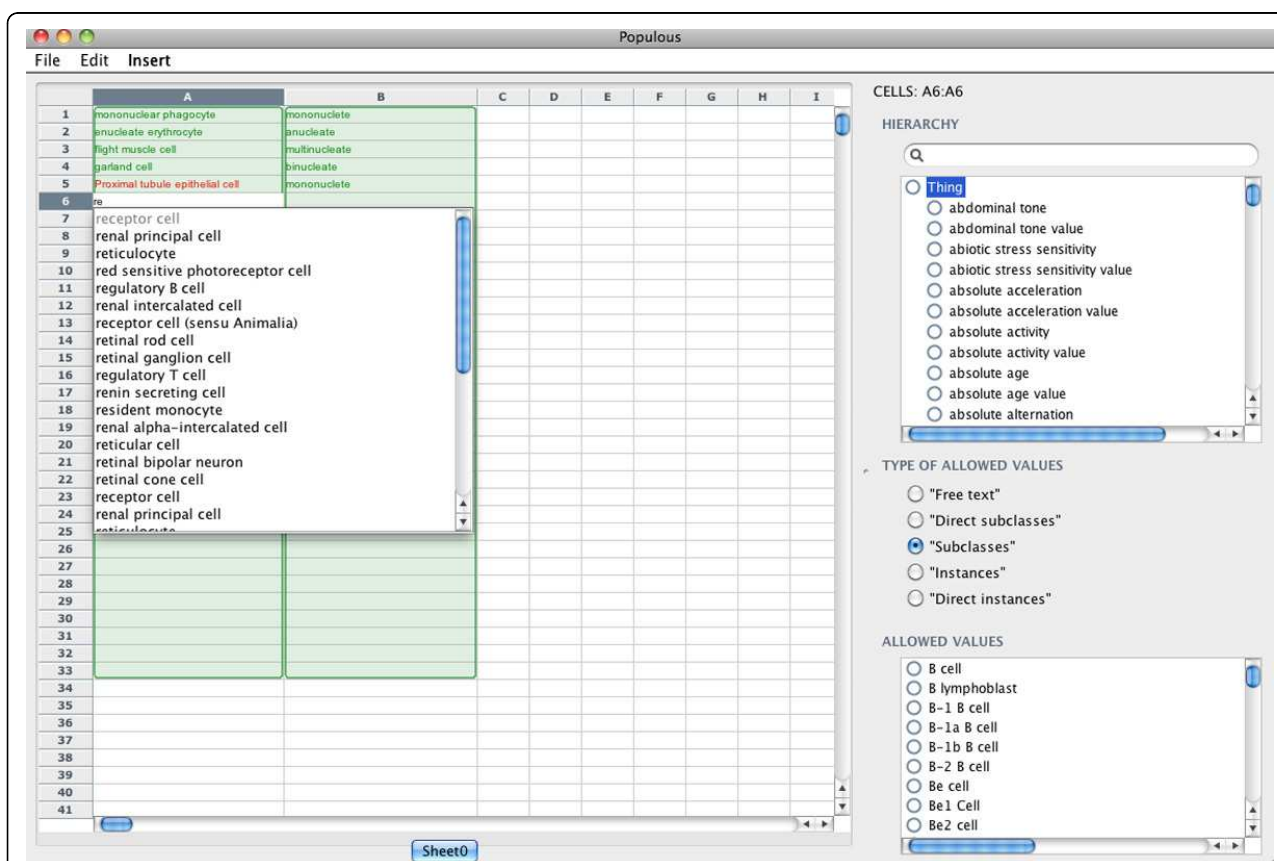 Populous
File Edit Insert
A B C D E F G H I
1 mononuclear phagocyte mononuclete
2 enucleate erythrocyte anucleate
3 flight muscle cell multinucleate
4 garland cell binucleate
5 Proximal tubule epithelial cell mononuclete
6 re
7 receptor cell
8 renal principal cell
9 reticulocyte
10 red sensitive photoreceptor cell
11 regulatory B cell
12 renal intercalated cell
13 receptor cell (sensu Animalia)
14 retinal rod cell
15 retinal ganglion cell
16 regulatory T cell
17 renin secreting cell
18 resident monocyte
19 renal alpha-intercalated cell
20 reticular cell
21 retinal bipolar neuron
22 retinal cone cell
23 receptor cell
24 renal principal cell
25 reticulocyte
26
27
28
29
30
31
32
33
34
35
36
37
38
39
40
41
Sheet0
CELLS: A6:A6
HIERARCHY
Thing
abdominal tone
abdominal tone value
abiotic stress sensitivity
abiotic stress sensitivity value
absolute acceleration
absolute acceleration value
absolute activity
absolute activity value
absolute age
absolute age value
absolute alternation
TYPE OF ALLOWED VALUES
"Free text"
"Direct subclasses"
"Subclasses"
"Instances"
"Direct instances"
ALLOWED VALUES
B cell
B lymphoblast
B-1 B cell
B-1a B cell
B-1b B cell
B-2 B cell
Be cell
Be1 Cell
Be2 cell